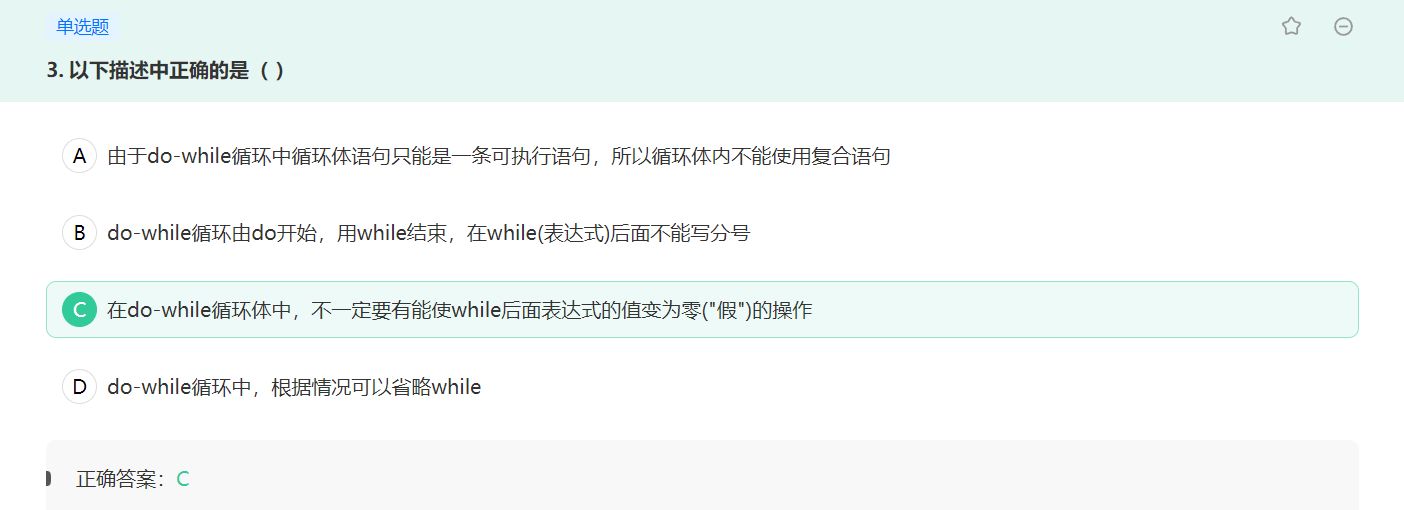 单选题
3. 以下描述中正确的是（ ）
A 由于do-while循环中循环体语句只能是一条可执行语句，所以循环体内不能使用复合语句
B do-while循环由do开始，用while结束，在while(表达式)后面不能写分号
C 在do-while循环体中，不一定要有能使while后面表达式的值变为零("假")的操作
D do-while循环中，根据情况可以省略while
正确答案：C